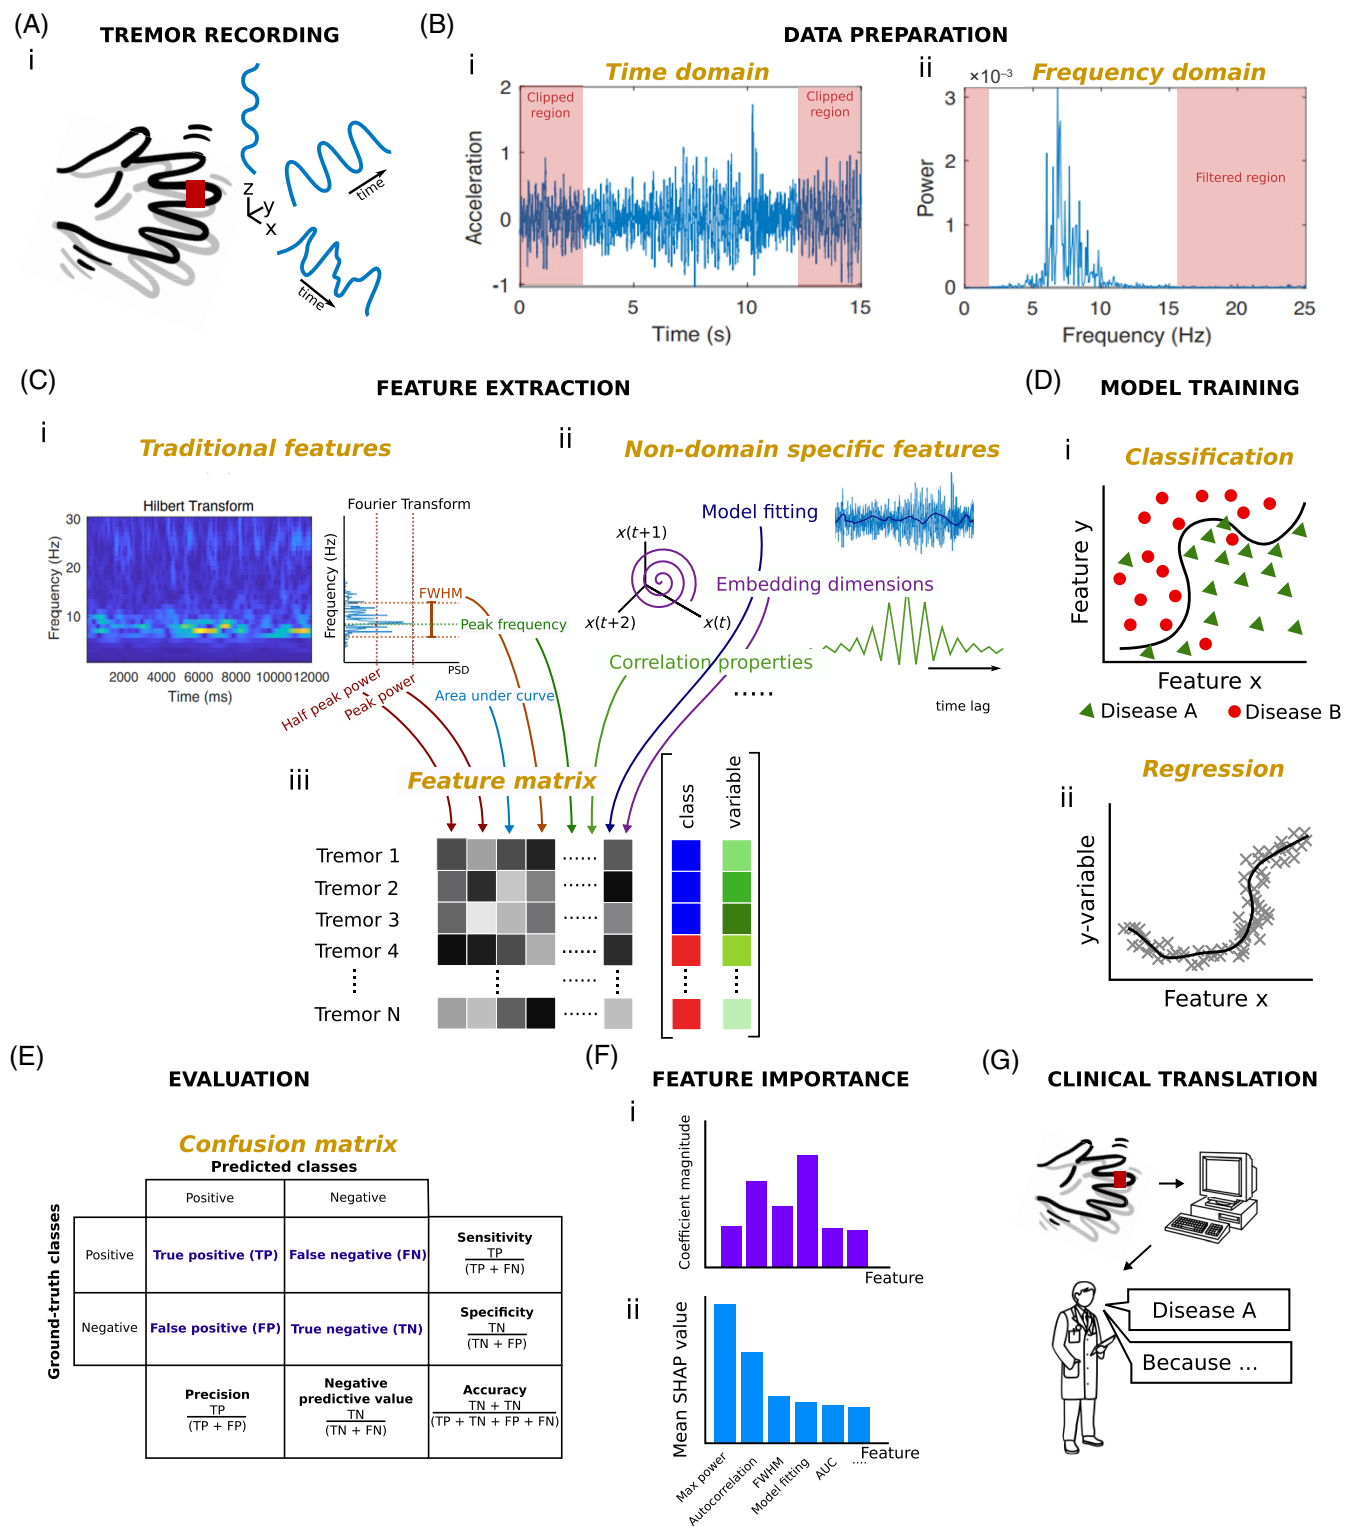 (A)
TREMOR RECORDING
i
z
y
x
time
time
(B)
DATA PREPARATION
i
Time domain
Clipped
region
Clipped
region
Acceleration
2
1
0
-1
0
5
10
15
Time (s)
ii
Frequency domain
×10⁻³
Filtered region
Power
3
2
1
0
0
5
10
15
20
25
Frequency (Hz)
(C)
FEATURE EXTRACTION
i
Traditional features
Hilbert Transform
Frequency (Hz)
30
20
10
2000 4000 6000 8000 10000 12000
Time (ms)
Fourier Transform
Frequency (Hz)
FWHM
Peak frequency
PSD
Half peak power
Peak power
Area under curve
ii
Non-domain specific features
Model fitting
x(t+1)
x(t+2)
x(t)
Embedding dimensions
Correlation properties
.....
time lag
iii
Feature matrix
class
variable
Tremor 1
Tremor 2
Tremor 3
Tremor 4
Tremor N
(D)
MODEL TRAINING
i
Classification
Feature y
Feature x
Disease A
Disease B
Regression
ii
y-variable
Feature x
(E)
EVALUATION
Confusion matrix
Predicted classes
Ground-truth classes
Positive
Negative
Positive
True positive (TP)
False negative (FN)
Sensitivity
TP
(TP + FN)
Negative
False positive (FP)
True negative (TN)
Specificity
TN
(TN + FP)
Precision
TP
(TP + FP)
Negative
predictive value
TN
(TN + FN)
Accuracy
TN + TN
(TP + TN + FP + FN)
(F)
FEATURE IMPORTANCE
i
Coefficient magnitude
Feature
ii
Mean SHAP value
Feature
Max power
Autocorrelation
FWHM
Model fitting
AUC
....
(G)
CLINICAL TRANSLATION
Disease A
Because ...